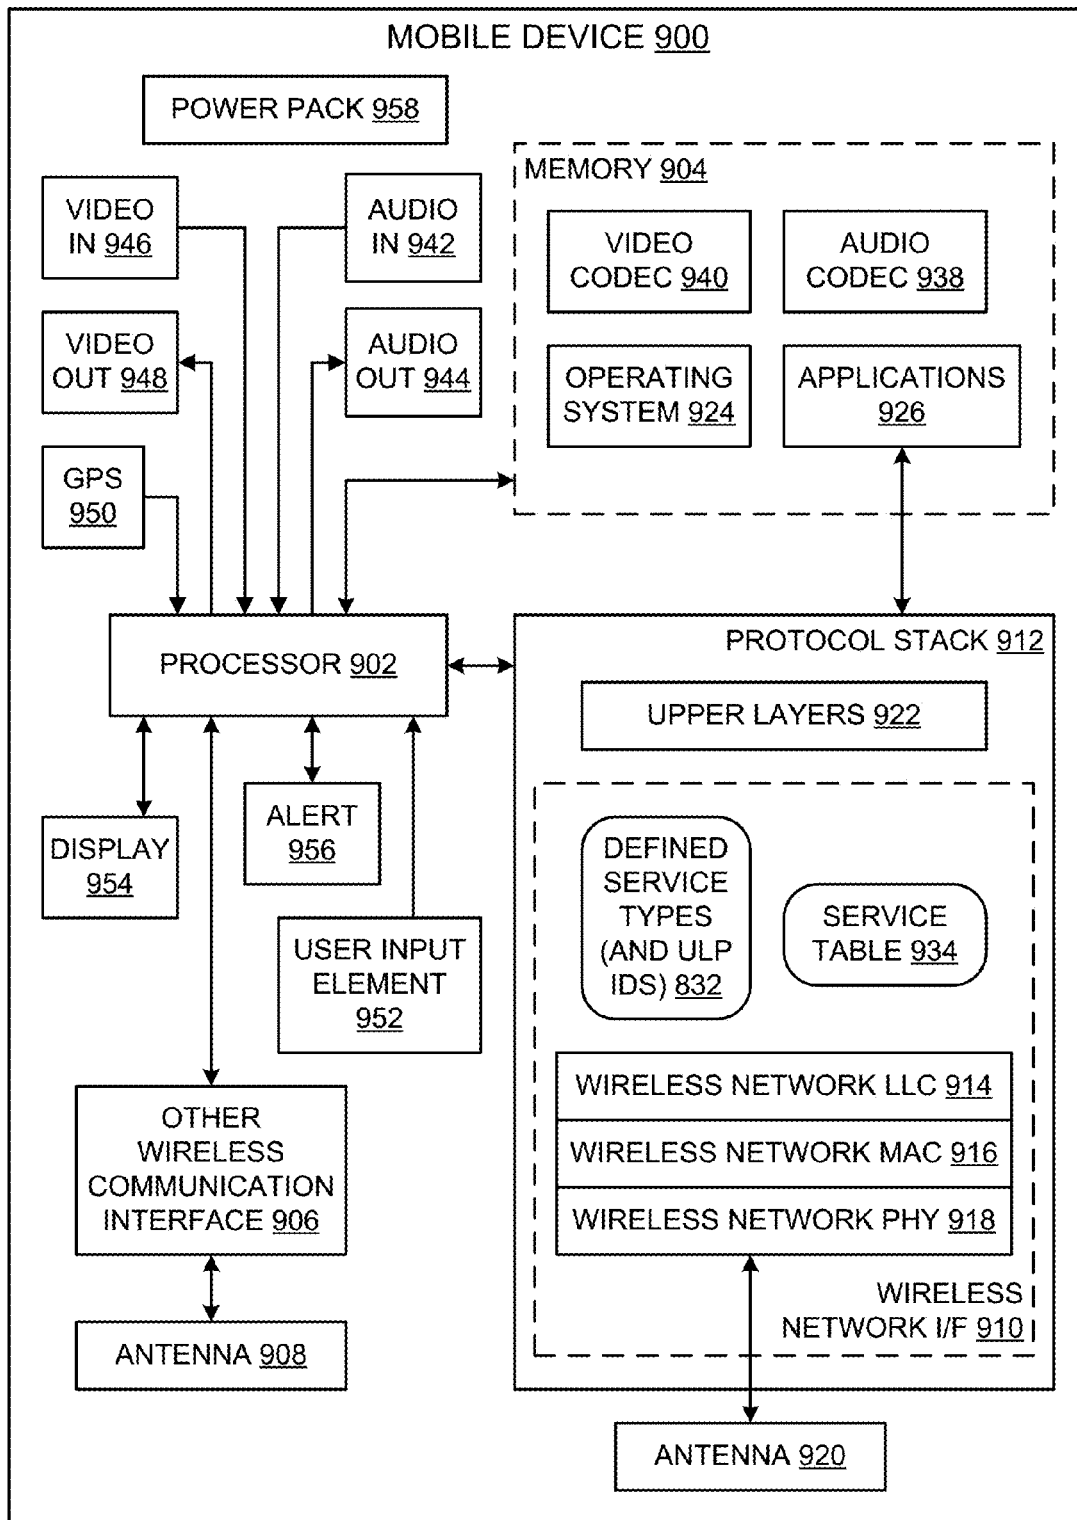 MOBILE DEVICE 900
POWER PACK 958
MEMORY 904
VIDEO
IN 946
AUDIO
IN 942
VIDEO
CODEC 940
AUDIO
CODEC 938
VIDEO
OUT 948
AUDIO
OUT 944
OPERATING
SYSTEM 924
APPLICATIONS
926
GPS
950
PROCESSOR 902
PROTOCOL STACK 912
UPPER LAYERS 922
DISPLAY
954
ALERT
956
USER INPUT
ELEMENT
952
DEFINED
SERVICE
TYPES
(AND ULP
IDS) 832
SERVICE
TABLE 934
WIRELESS NETWORK LLC 914
WIRELESS NETWORK MAC 916
WIRELESS NETWORK PHY 918
WIRELESS
NETWORK I/F 910
OTHER
WIRELESS
COMMUNICATION
INTERFACE 906
ANTENNA 908
ANTENNA 920